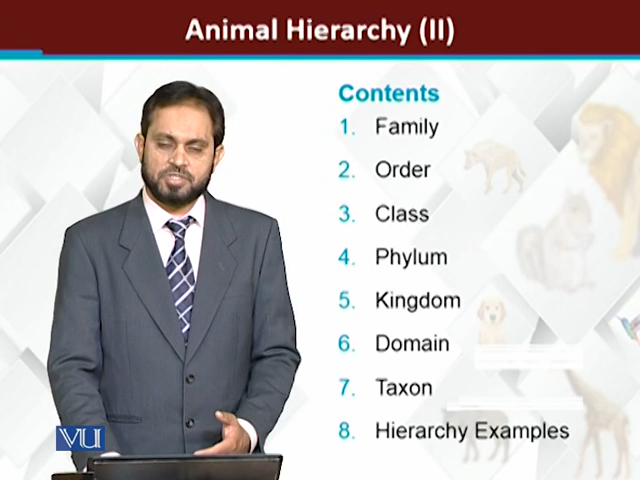 Animal Hierarchy (II)
Contents
1. Family
2. Order
3. Class
4. Phylum
5. Kingdom
6. Domain
7. Taxon
8. Hierarchy Examples
VU